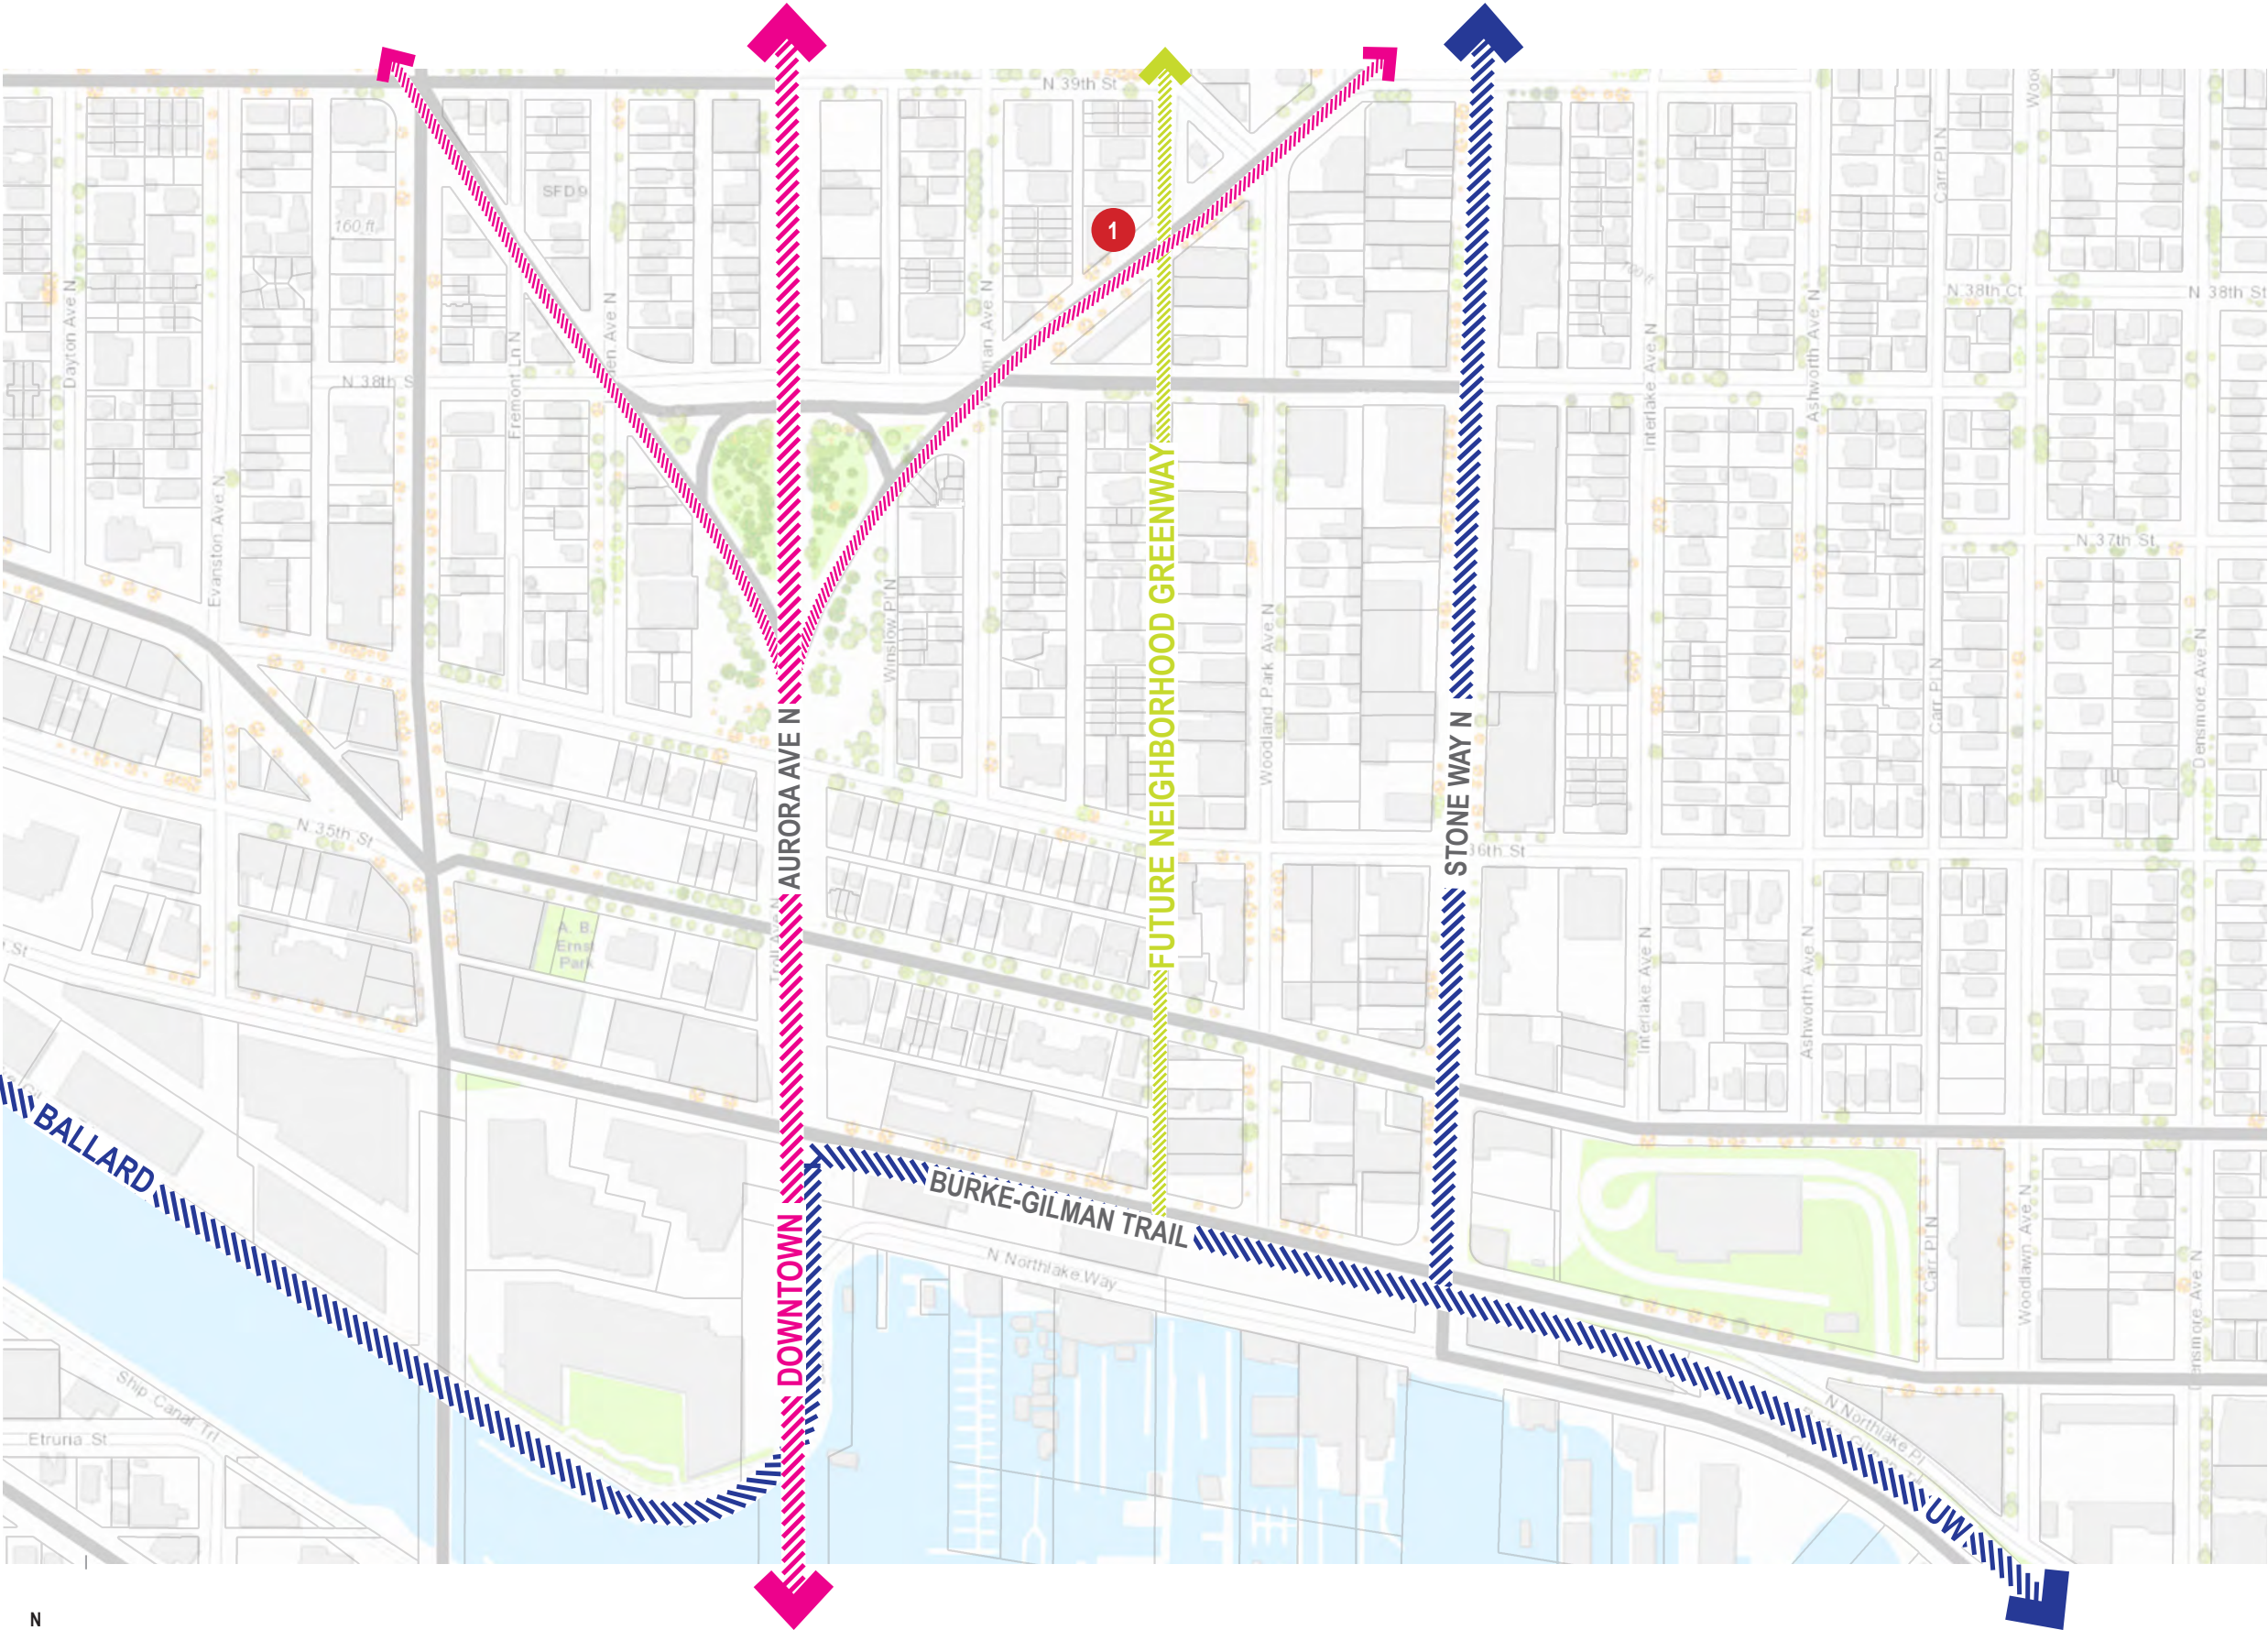 N 39th St
SFD 9
160 ft
1
Dayton Ave N
Carr Pl N
N 38th Ct
N 38th St
N 38th S
Fremont Ln N
Interlake Ave N
Ashworth Ave N
Evanston Ave N
N 37th St
FUTURE NEIGHBORHOOD GREENWAY
Winslow Pl N
Woodland Park Ave N
AURORA AVE N
STONE WAY N
Carr Pl N
Densmore Ave N
N 35th St
36th St
A. B.
Ernst
Park
St
Interlake Ave N
Ashworth Ave N
BALLARD
BURKE-GILMAN TRAIL
DOWNTOWN
N Northlake Way
Carr Pl N
Woodlawn Ave N
Ship Canal Trl
Etruria St
N Northlake Pl
UW
N